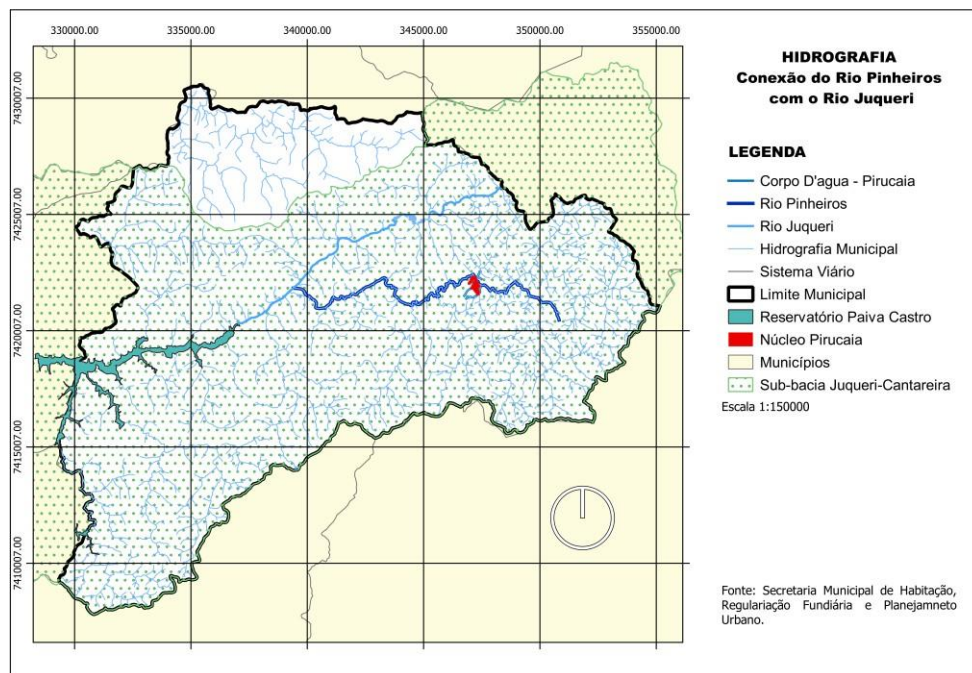 330000.00 335000.00 340000.00 345000.00 350000.00 355000.00
7430007.00
7425007.00
7420007.00
7415007.00
7410007.00
HIDROGRAFIA
Conexão do Rio Pinheiros
com o Rio Juqueri
LEGENDA
Corpo D'agua - Pirucaia
Rio Pinheiros
Rio Juqueri
Hidrografia Municipal
Sistema Viário
Limite Municipal
Reservatório Paiva Castro
Núcleo Pirucaia
Municípios
Sub-bacia Juqueri-Cantareira
Escala 1:150000
Fonte: Secretaria Municipal de Habitação,
Regulariação Fundiária e Planejamneto
Urbano.